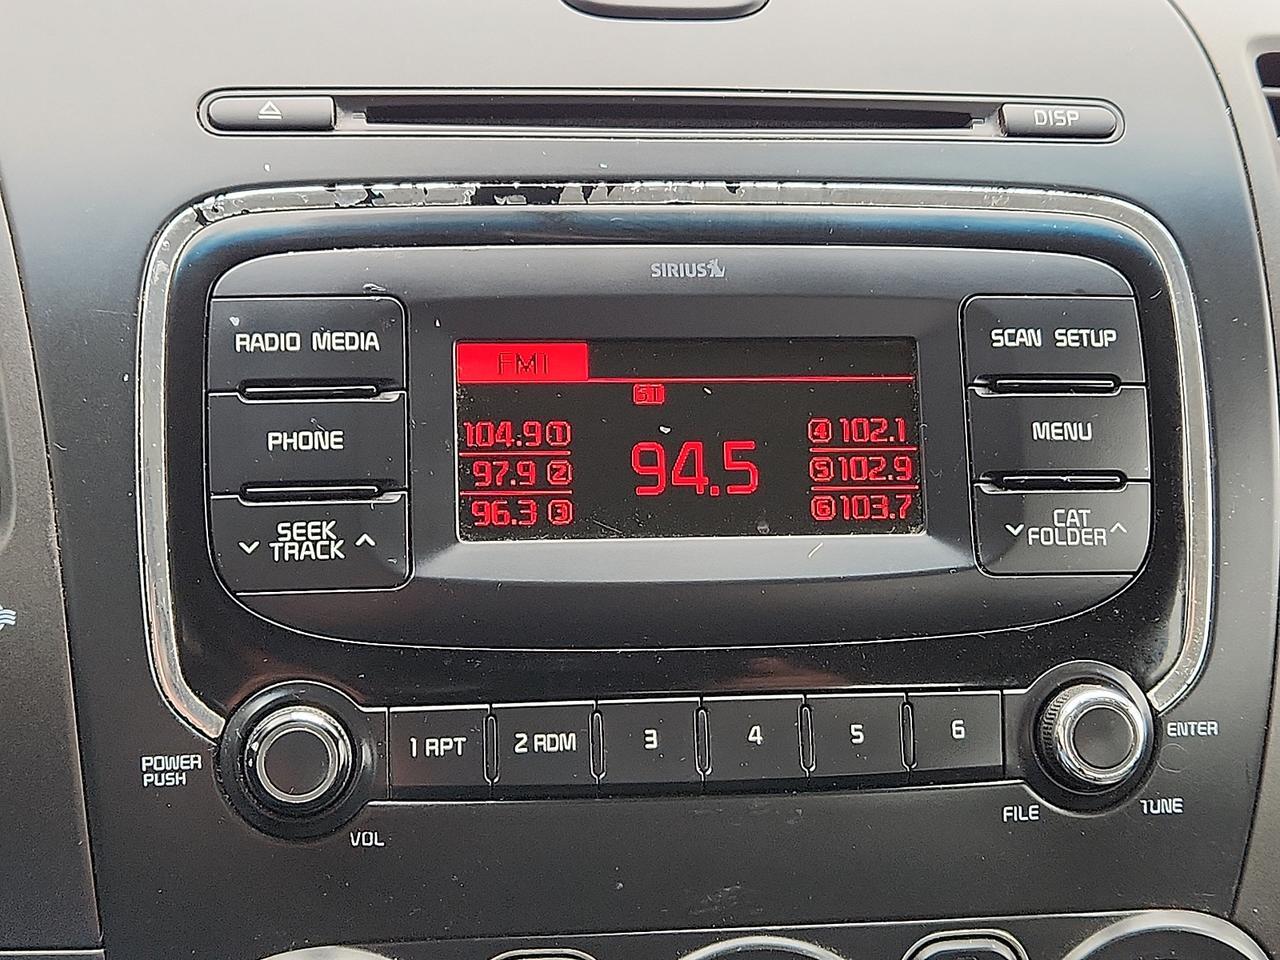 DISP
SIRIUS
RADIO MEDIA
SCAN SETUP
PHONE
MENU
SEEK
TRACK
CAT
FOLDER
FM1
ST
104.9 1
97.9 2
96.3 3
94.5
4 102.1
5 102.9
6 103.7
1 RPT
2 RDM
3
4
5
6
POWER
PUSH
VOL
ENTER
FILE
TUNE